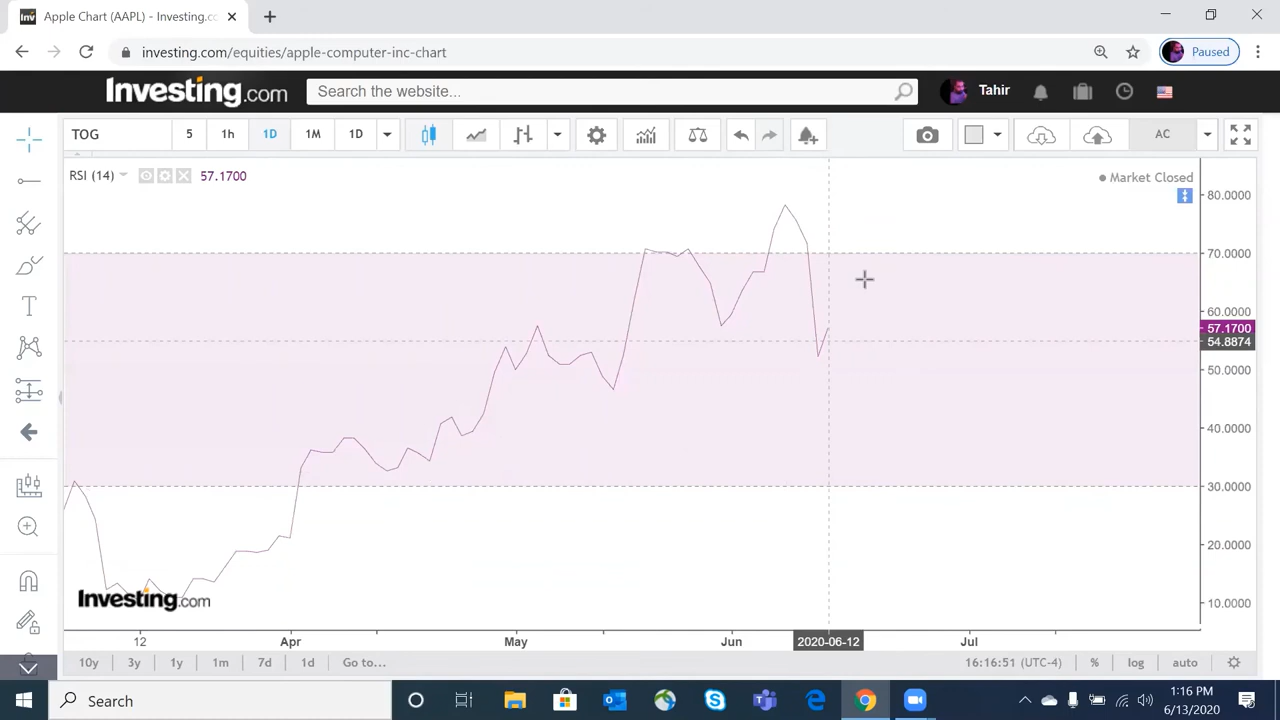 Apple Chart (AAPL) - Investing.cc
investing.com/equities/apple-computer-inc-chart
Paused
Investing.com
Search the website...
Tahir
TOG 5 1h 1D 1M 1D
AC
RSI (14) 57.1700
Market Closed
80.0000
70.0000
60.0000
57.1700
54.8874
50.0000
40.0000
30.0000
20.0000
10.0000
Investing.com
12 Apr May Jun 2020-06-12 Jul
10y 3y 1y 1m 7d 1d Go to... 16:16:51 (UTC-4) % log auto
Search
1:16 PM
6/13/2020